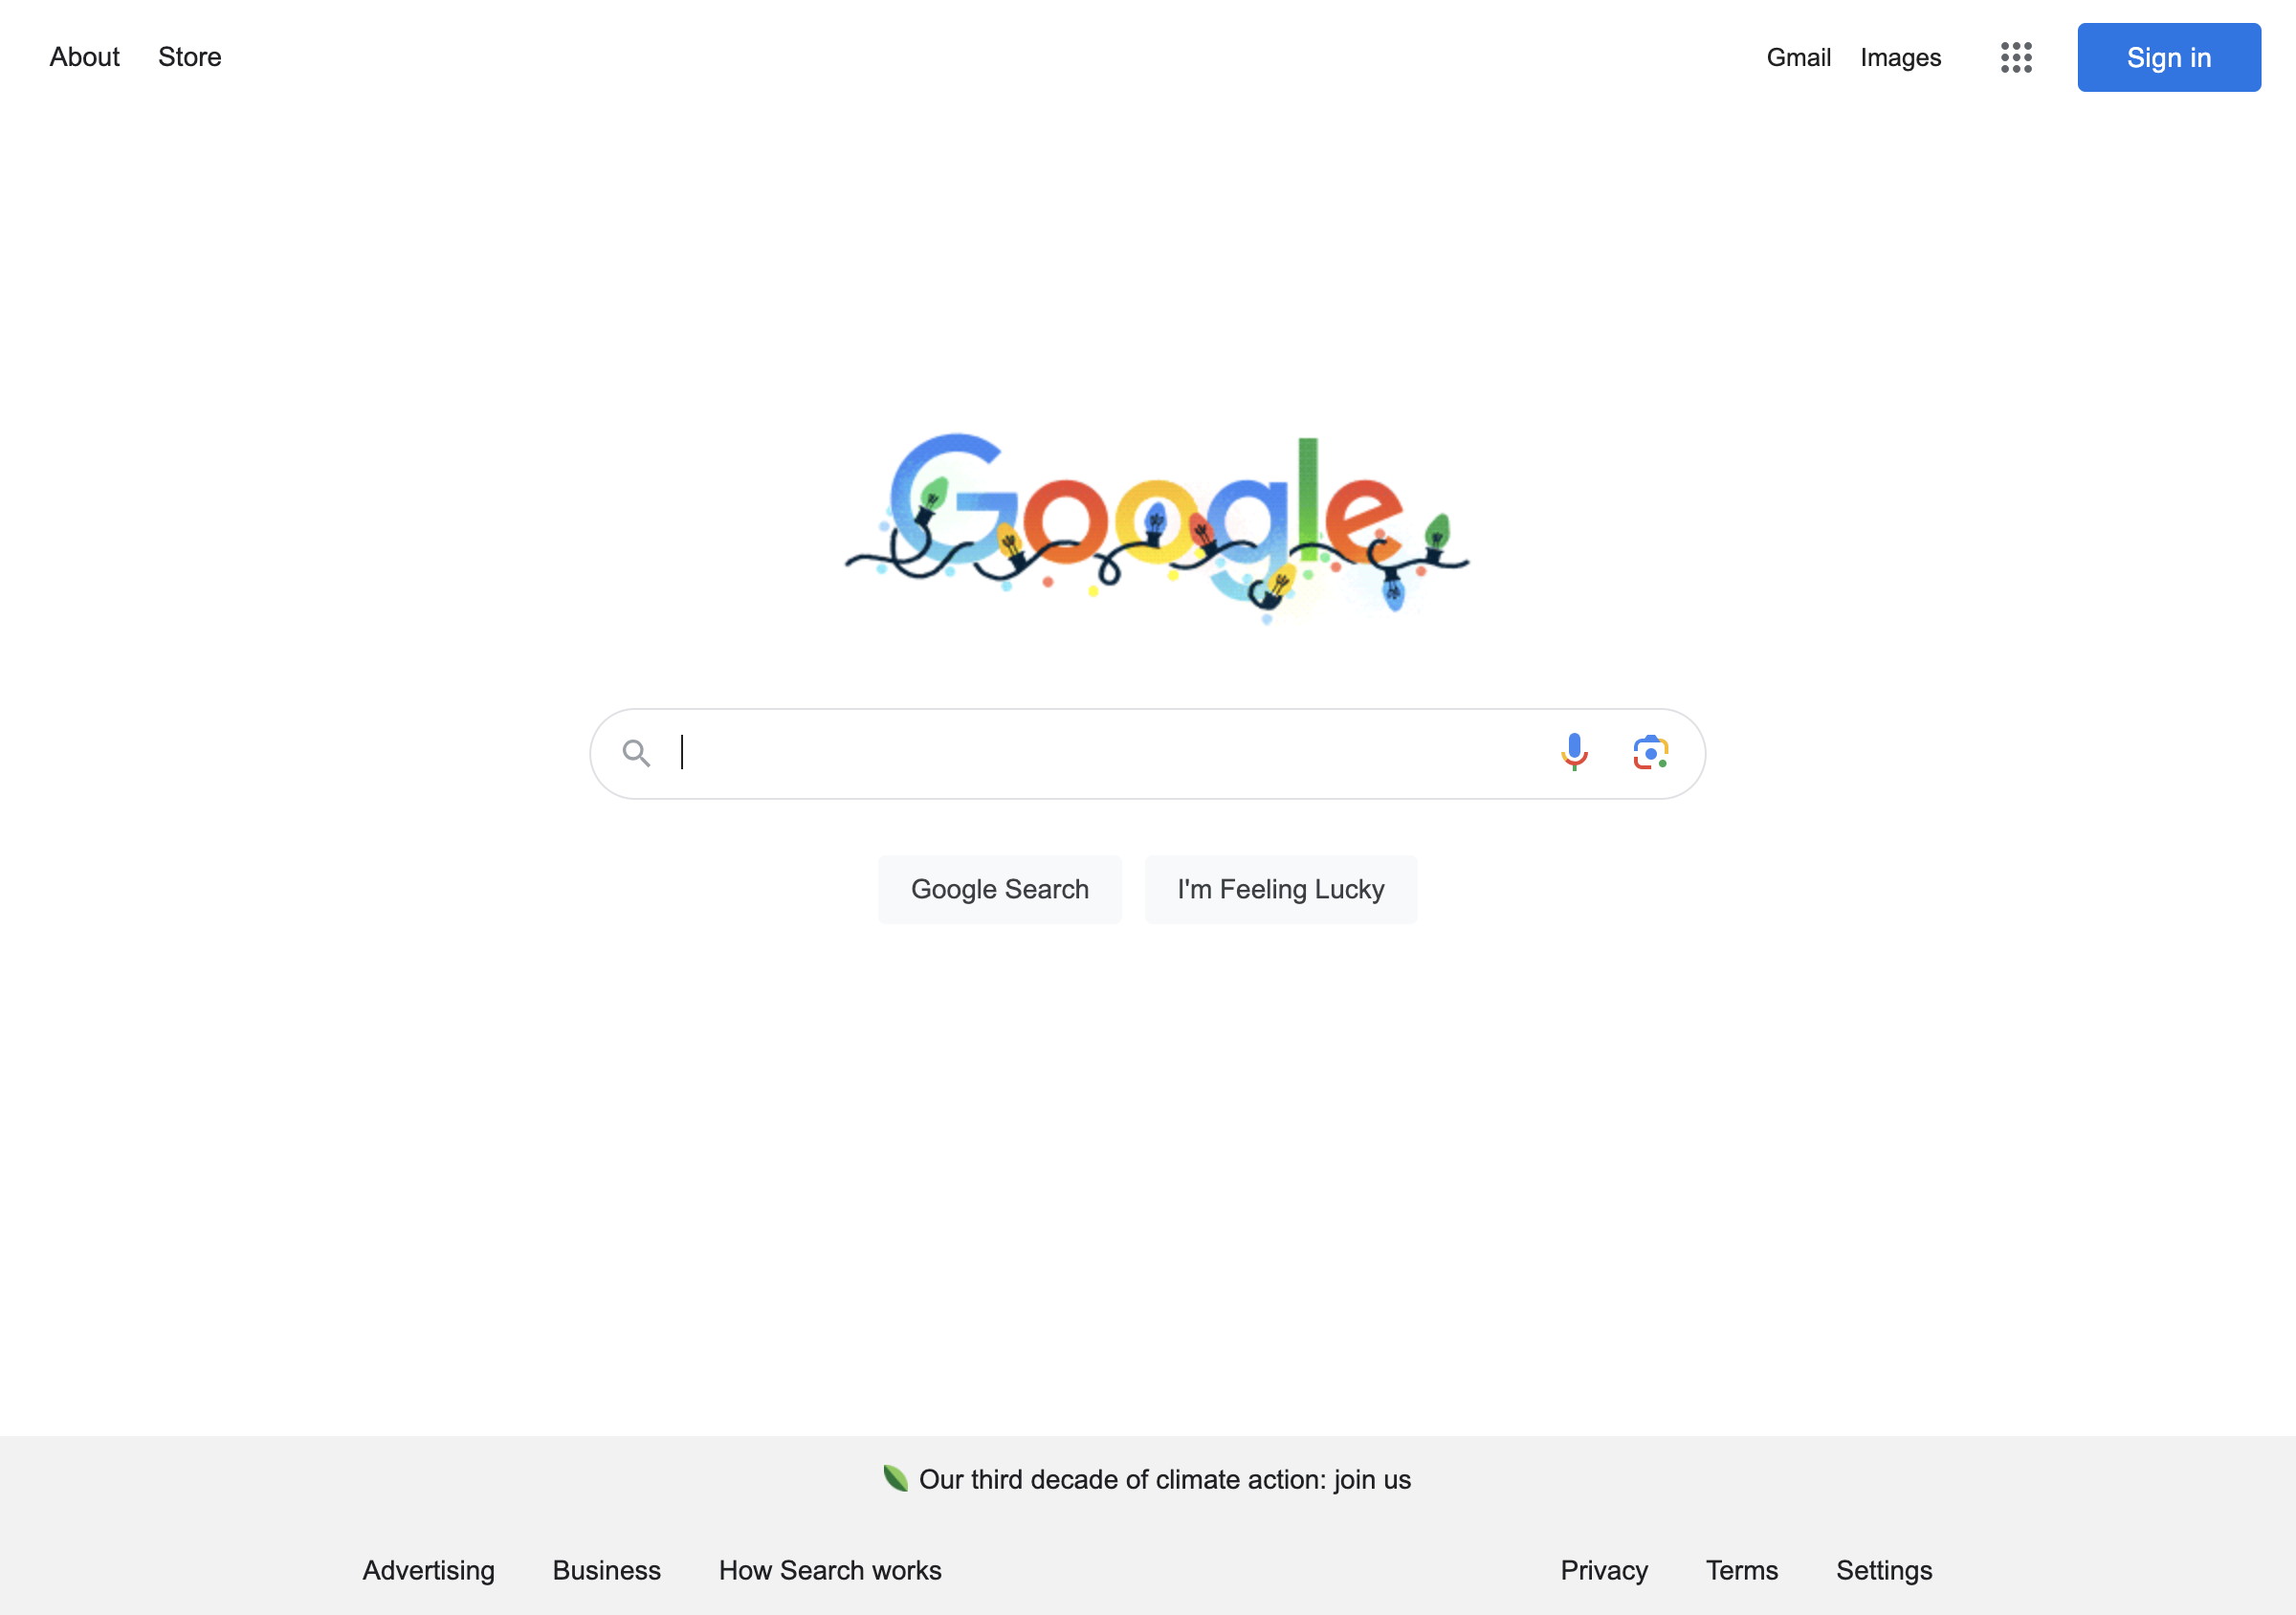 About Store Gmail Images Sign in
Google
Google Search I'm Feeling Lucky
Our third decade of climate action: join us
Advertising Business How Search works Privacy Terms Settings